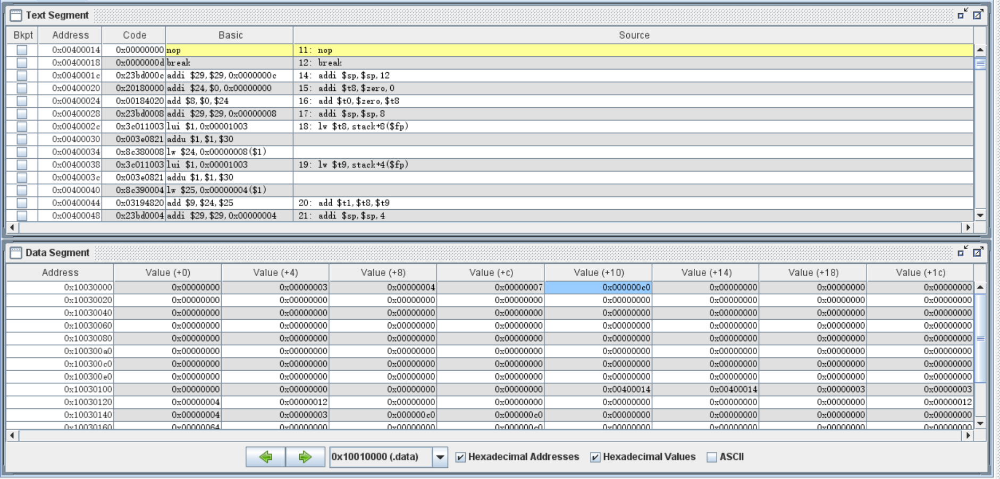 Text Segment
Bkpt Address Code Basic Source
0x00400014 0x00000000 nop 11: nop
0x00400018 0x0000000d break 12: break
0x0040001c 0x23bd000c addi $29,$29,0x0000000c 14: addi $sp,$sp,12
0x00400020 0x20180000 addi $24,$0,0x00000000 15: addi $t8,$zero,0
0x00400024 0x00184020 add $8,$0,$24 16: add $t0,$zero,$t8
0x00400028 0x23bd0008 addi $29,$29,0x00000008 17: addi $sp,$sp,8
0x0040002c 0x3c011003 lui $1,0x00001003 18: lw $t8,stack+8($fp)
0x00400030 0x003e0821 addu $1,$1,$30
0x00400034 0x8c380008 lw $24,0x00000008($1)
0x00400038 0x3c011003 lui $1,0x00001003 19: lw $t9,stack+4($fp)
0x0040003c 0x003e0821 addu $1,$1,$30
0x00400040 0x8c390004 lw $25,0x00000004($1)
0x00400044 0x03194820 add $9,$24,$25 20: add $t1,$t8,$t9
0x00400048 0x23bd0004 addi $29,$29,0x00000004 21: addi $sp,$sp,4
Data Segment
Address Value (+0) Value (+4) Value (+8) Value (+c) Value (+10) Value (+14) Value (+18) Value (+1c)
0x10030000 0x00000000 0x00000003 0x00000004 0x00000007 0x000000c0 0x00000000 0x00000000 0x00000000
0x10030020 0x00000000 0x00000000 0x00000000 0x00000000 0x00000000 0x00000000 0x00000000 0x00000000
0x10030040 0x00000000 0x00000000 0x00000000 0x00000000 0x00000000 0x00000000 0x00000000 0x00000000
0x10030060 0x00000000 0x00000000 0x00000000 0x00000000 0x00000000 0x00000000 0x00000000 0x00000000
0x10030080 0x00000000 0x00000000 0x00000000 0x00000000 0x00000000 0x00000000 0x00000000 0x00000000
0x100300a0 0x00000000 0x00000000 0x00000000 0x00000000 0x00000000 0x00000000 0x00000000 0x00000000
0x100300c0 0x00000000 0x00000000 0x00000000 0x00000000 0x00000000 0x00000000 0x00000000 0x00000000
0x100300e0 0x00000000 0x00000000 0x00000000 0x00000000 0x00000000 0x00000000 0x00000000 0x00000000
0x10030100 0x00000000 0x00000000 0x00000000 0x00000000 0x00400014 0x00400014 0x00000003 0x00000003
0x10030120 0x00000004 0x00000012 0x00000000 0x00000000 0x00000000 0x00000000 0x00000000 0x00000012
0x10030140 0x00000004 0x00000003 0x000000c0 0x000000c0 0x00000000 0x00000000 0x00000000 0x00000000
0x10030160 0x00000064 0x00000000 0x00000000 0x000000c0 0x00000000 0x00000000 0x00000000 0x00000000
0x10010000 (.data) Hexadecimal Addresses Hexadecimal Values ASCII